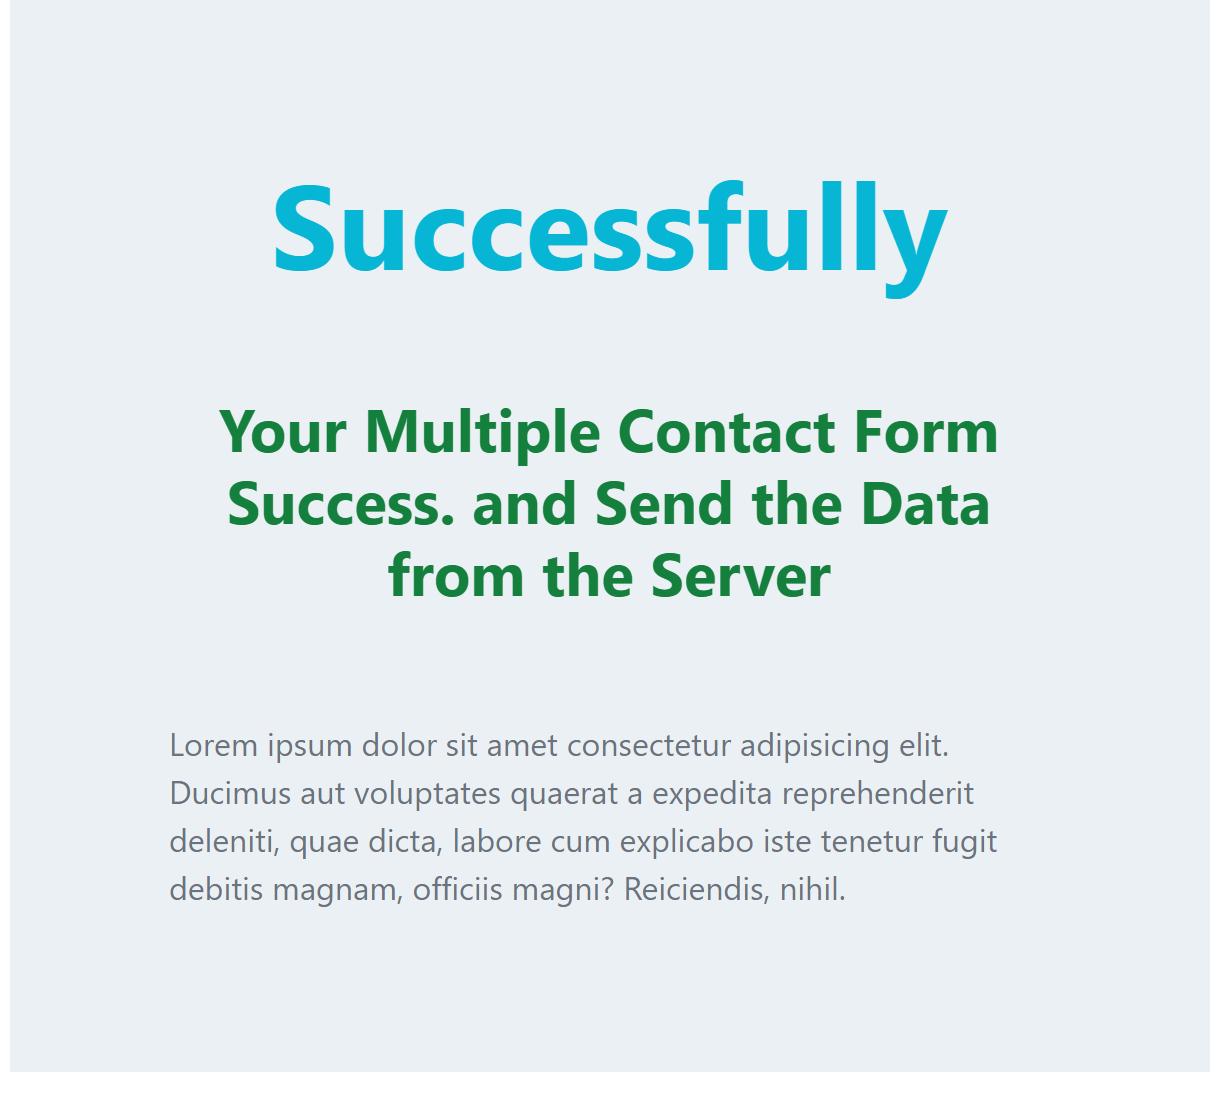 Successfully
Your Multiple Contact Form
Success. and Send the Data
from the Server
Lorem ipsum dolor sit amet consectetur adipisicing elit.
Ducimus aut voluptates quaerat a expedita reprehenderit
deleniti, quae dicta, labore cum explicabo iste tenetur fugit
debitis magnam, officiis magni? Reiciendis, nihil.